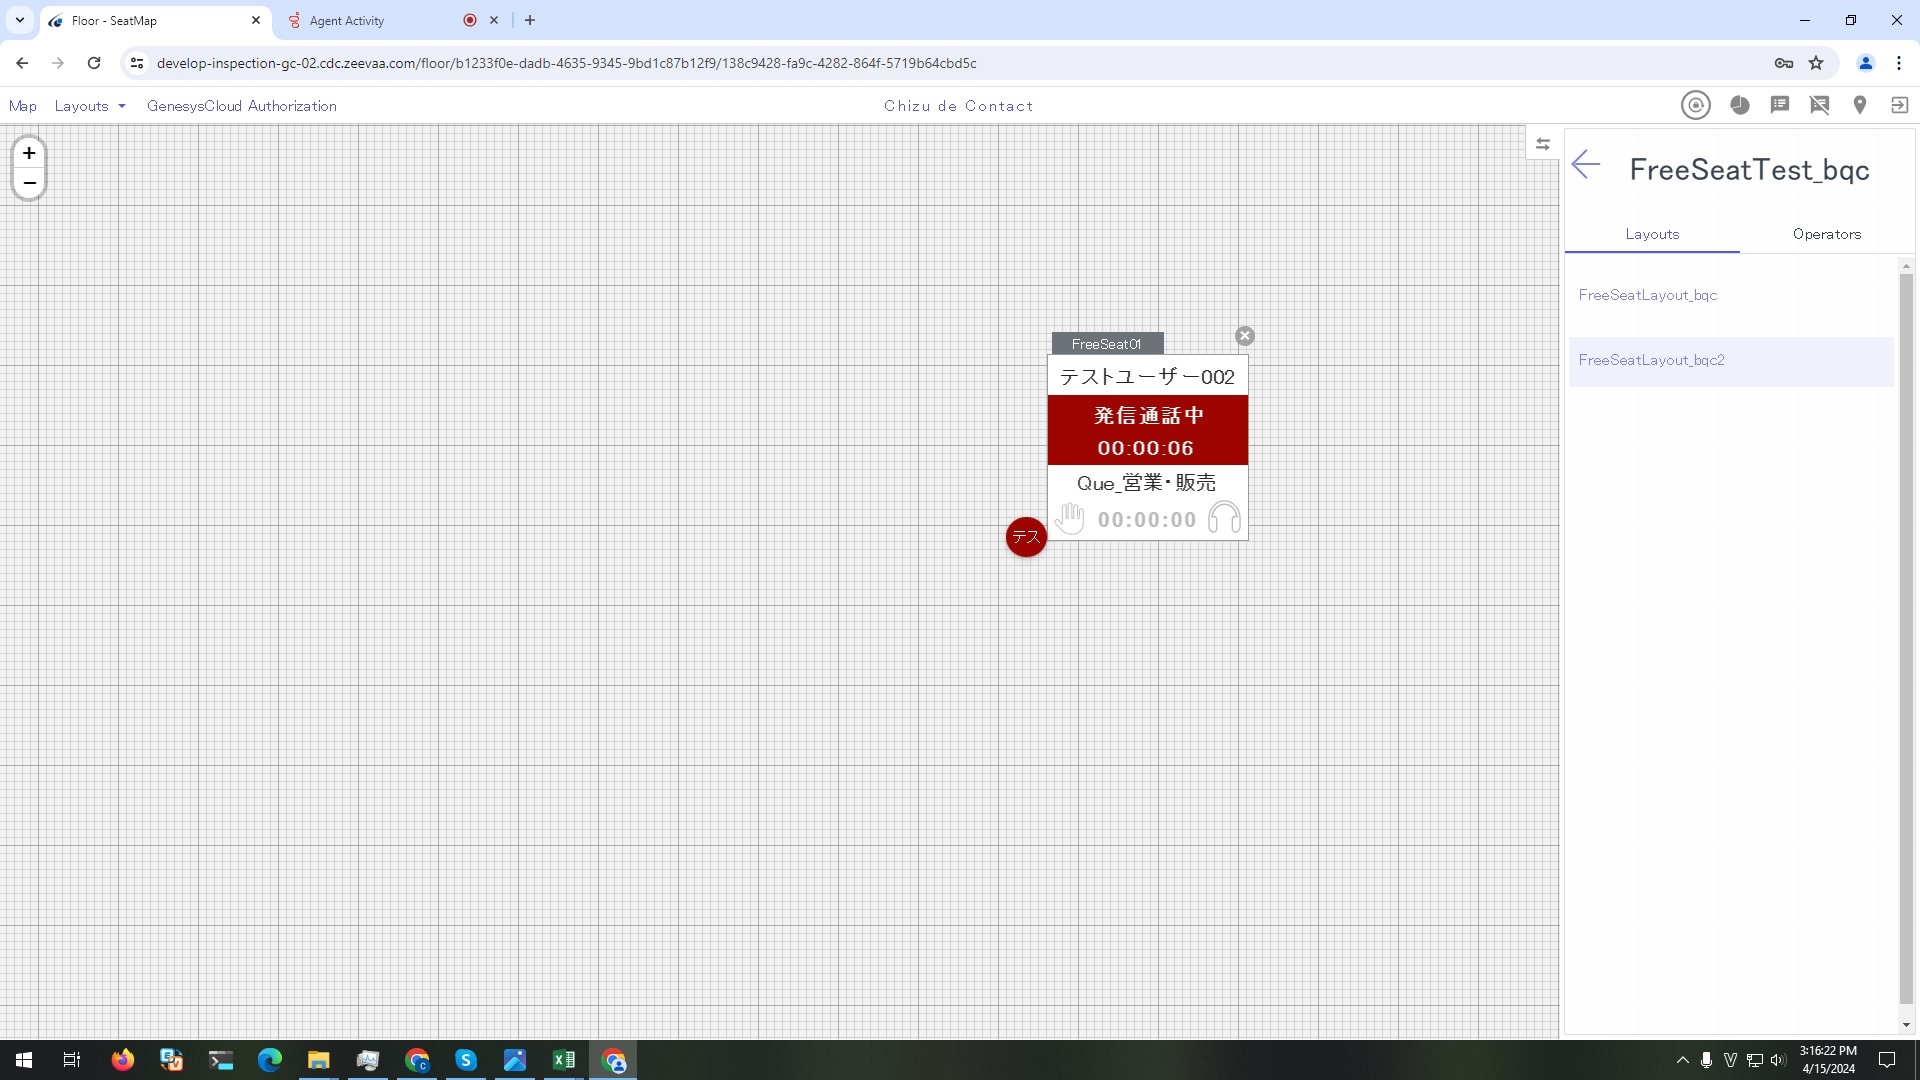 Floor - SeatMap
Agent Activity
develop-inspection-gc-02.cdc.zeevaa.com/floor/b1233f0e-dadb-4635-9345-9bd1c87b12f9/138c9428-fa9c-4282-864f-5719b64cbd5c
Map Layouts GenesysCloud Authorization
Chizu de Contact
+
−
FreeSeatTest_bqc
Layouts Operators
FreeSeatLayout_bqc
FreeSeatLayout_bqc2
FreeSeat01
テストユーザー002
発信通話中
00:00:06
Que_営業・販売
00:00:00
テス
3:16:22 PM
4/15/2024